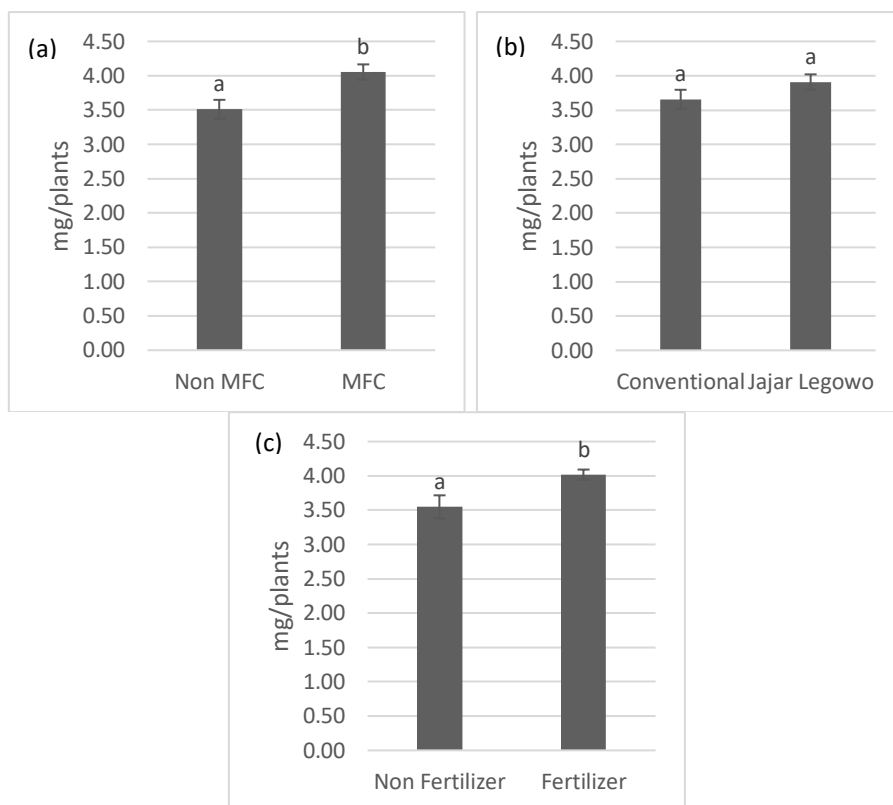 (a)
mg/plants
4.50
4.00
3.50
3.00
2.50
2.00
1.50
1.00
0.50
0.00
a
b
Non MFC
MFC
(b)
mg/plants
4.50
4.00
3.50
3.00
2.50
2.00
1.50
1.00
0.50
0.00
a
a
Conventional
Jajar Legowo
(c)
mg/plants
4.50
4.00
3.50
3.00
2.50
2.00
1.50
1.00
0.50
0.00
a
b
Non Fertilizer
Fertilizer